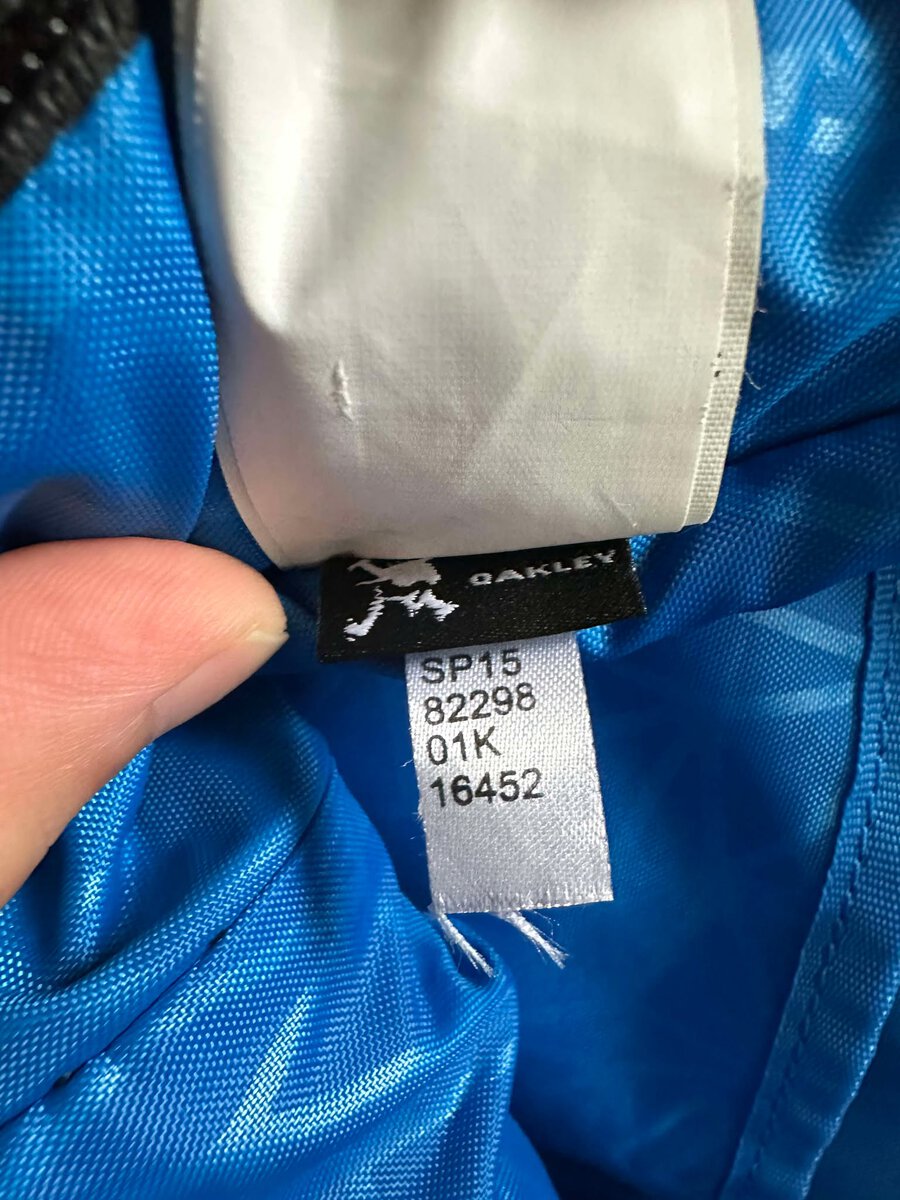 OAKLEY
SP15
82298
01K
16452